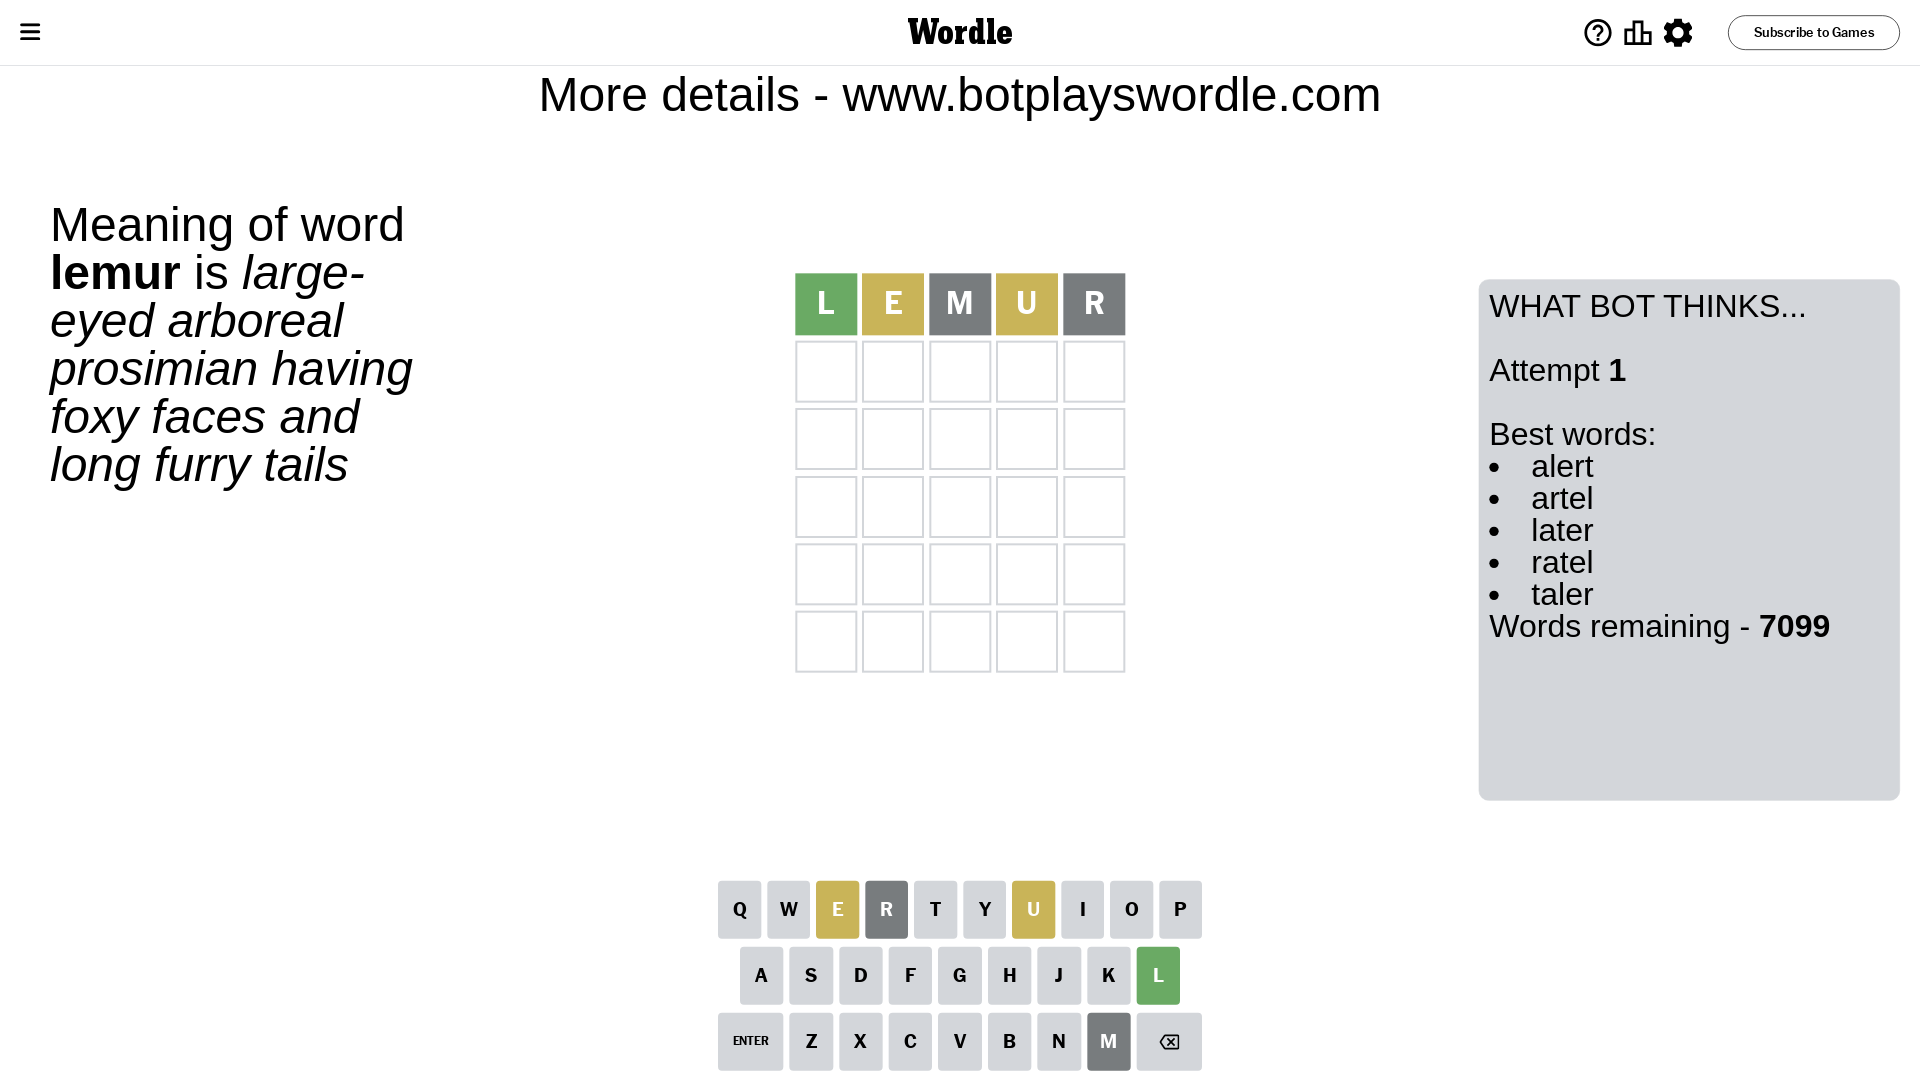 Wordle
Subscribe to Games
More details - www.botplayswordle.com
Meaning of word
lemur is large-
eyed arboreal
prosimian having
foxy faces and
long furry tails
L E M U R
WHAT BOT THINKS...
Attempt 1
Best words:
• alert
• artel
• later
• ratel
• taler
Words remaining - 7099
Q W E R T Y U I O P
A S D F G H J K L
ENTER Z X C V B N M